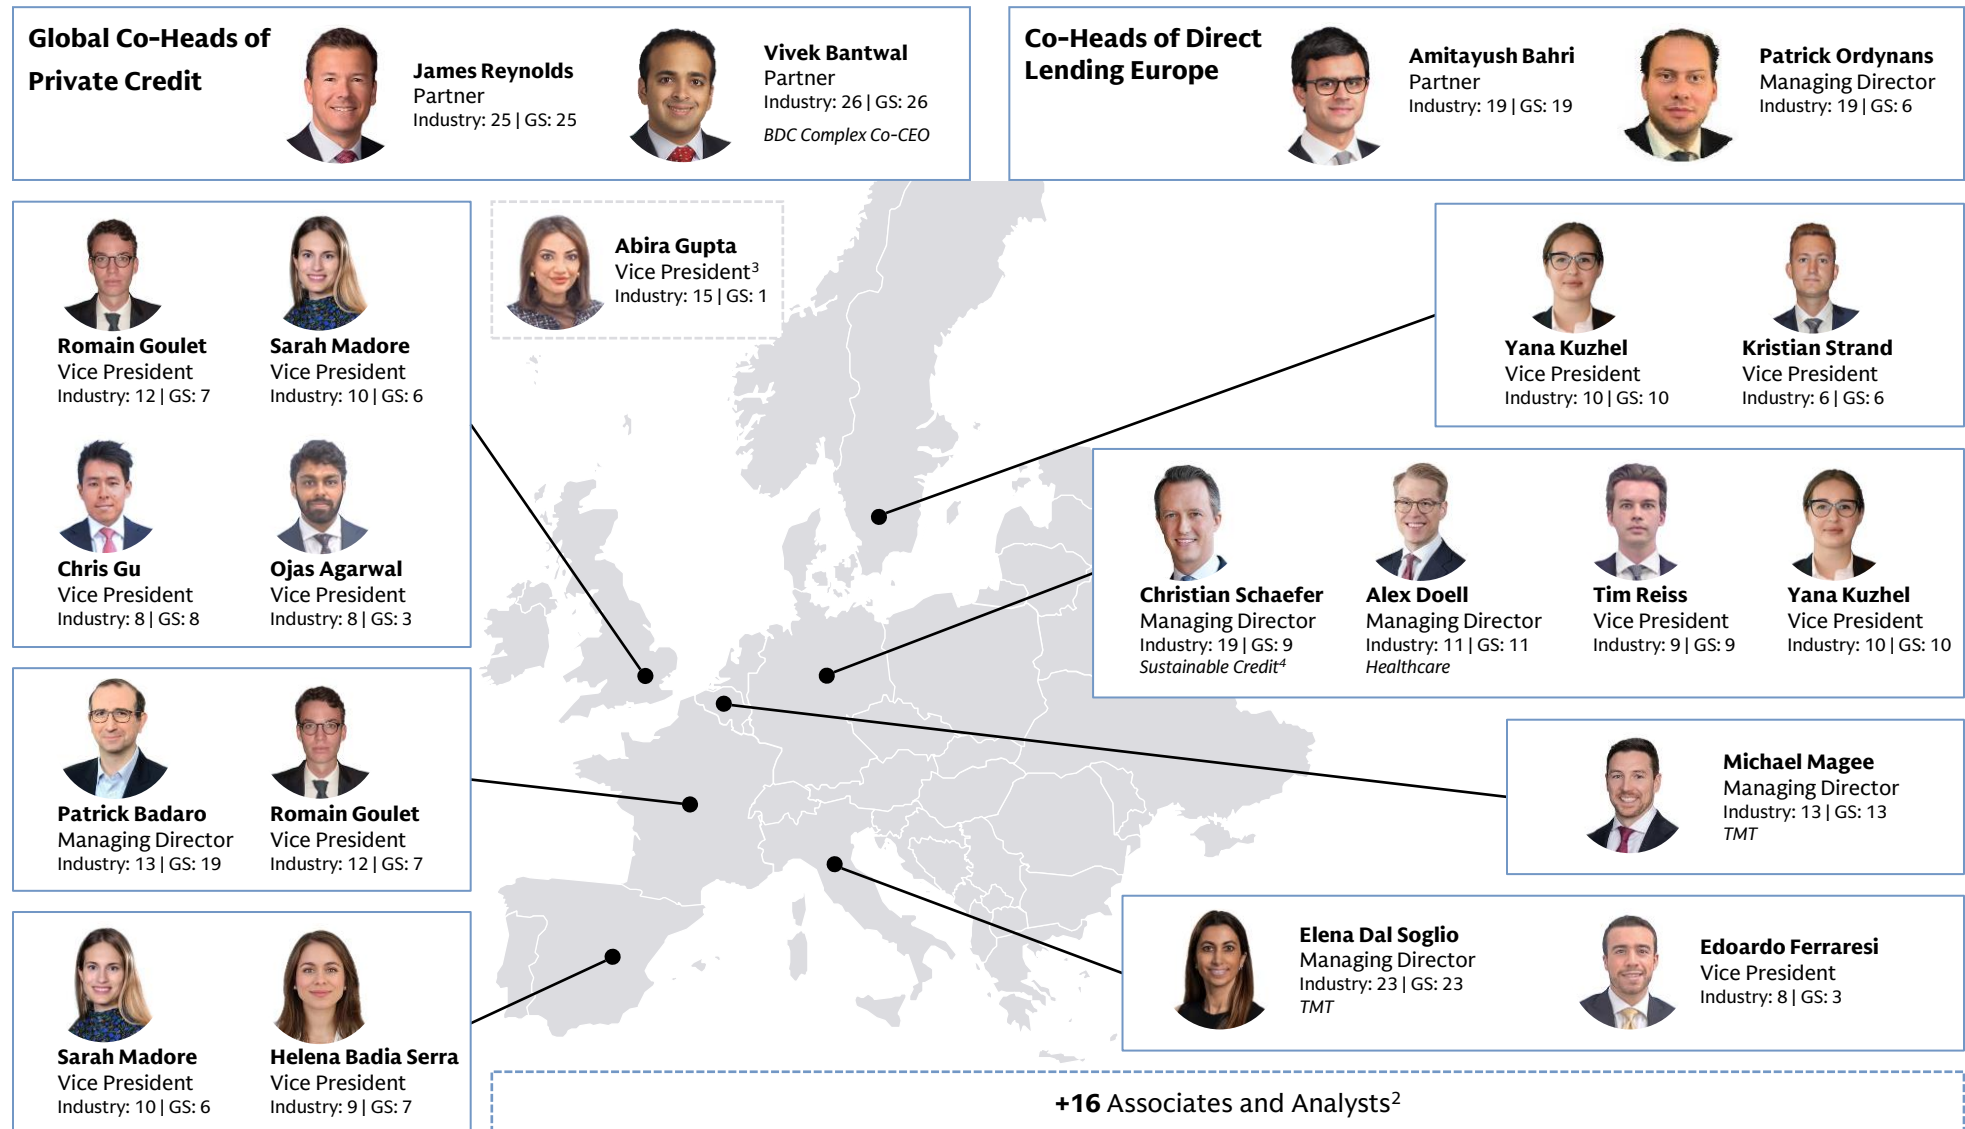 Global Co-Heads of
Private Credit
James Reynolds
Partner
Industry: 25 | GS: 25
Vivek Bantwal
Partner
Industry: 26 | GS: 26
BDC Complex Co-CEO
Co-Heads of Direct
Lending Europe
Amitayush Bahri
Partner
Industry: 19 | GS: 19
Patrick Ordynans
Managing Director
Industry: 19 | GS: 6
Romain Goulet
Vice President
Industry: 12 | GS: 7
Sarah Madore
Vice President
Industry: 10 | GS: 6
Chris Gu
Vice President
Industry: 8 | GS: 8
Ojas Agarwal
Vice President
Industry: 8 | GS: 3
Abira Gupta
Vice President³
Industry: 15 | GS: 1
Yana Kuzhel
Vice President
Industry: 10 | GS: 10
Kristian Strand
Vice President
Industry: 6 | GS: 6
Christian Schaefer
Managing Director
Industry: 19 | GS: 9
Sustainable Credit⁴
Alex Doell
Managing Director
Industry: 11 | GS: 11
Healthcare
Tim Reiss
Vice President
Industry: 9 | GS: 9
Yana Kuzhel
Vice President
Industry: 10 | GS: 10
Patrick Badaro
Managing Director
Industry: 13 | GS: 19
Romain Goulet
Vice President
Industry: 12 | GS: 7
Michael Magee
Managing Director
Industry: 13 | GS: 13
TMT
Elena Dal Soglio
Managing Director
Industry: 23 | GS: 23
TMT
Edoardo Ferraresi
Vice President
Industry: 8 | GS: 3
Sarah Madore
Vice President
Industry: 10 | GS: 6
Helena Badia Serra
Vice President
Industry: 9 | GS: 7
+16 Associates and Analysts²